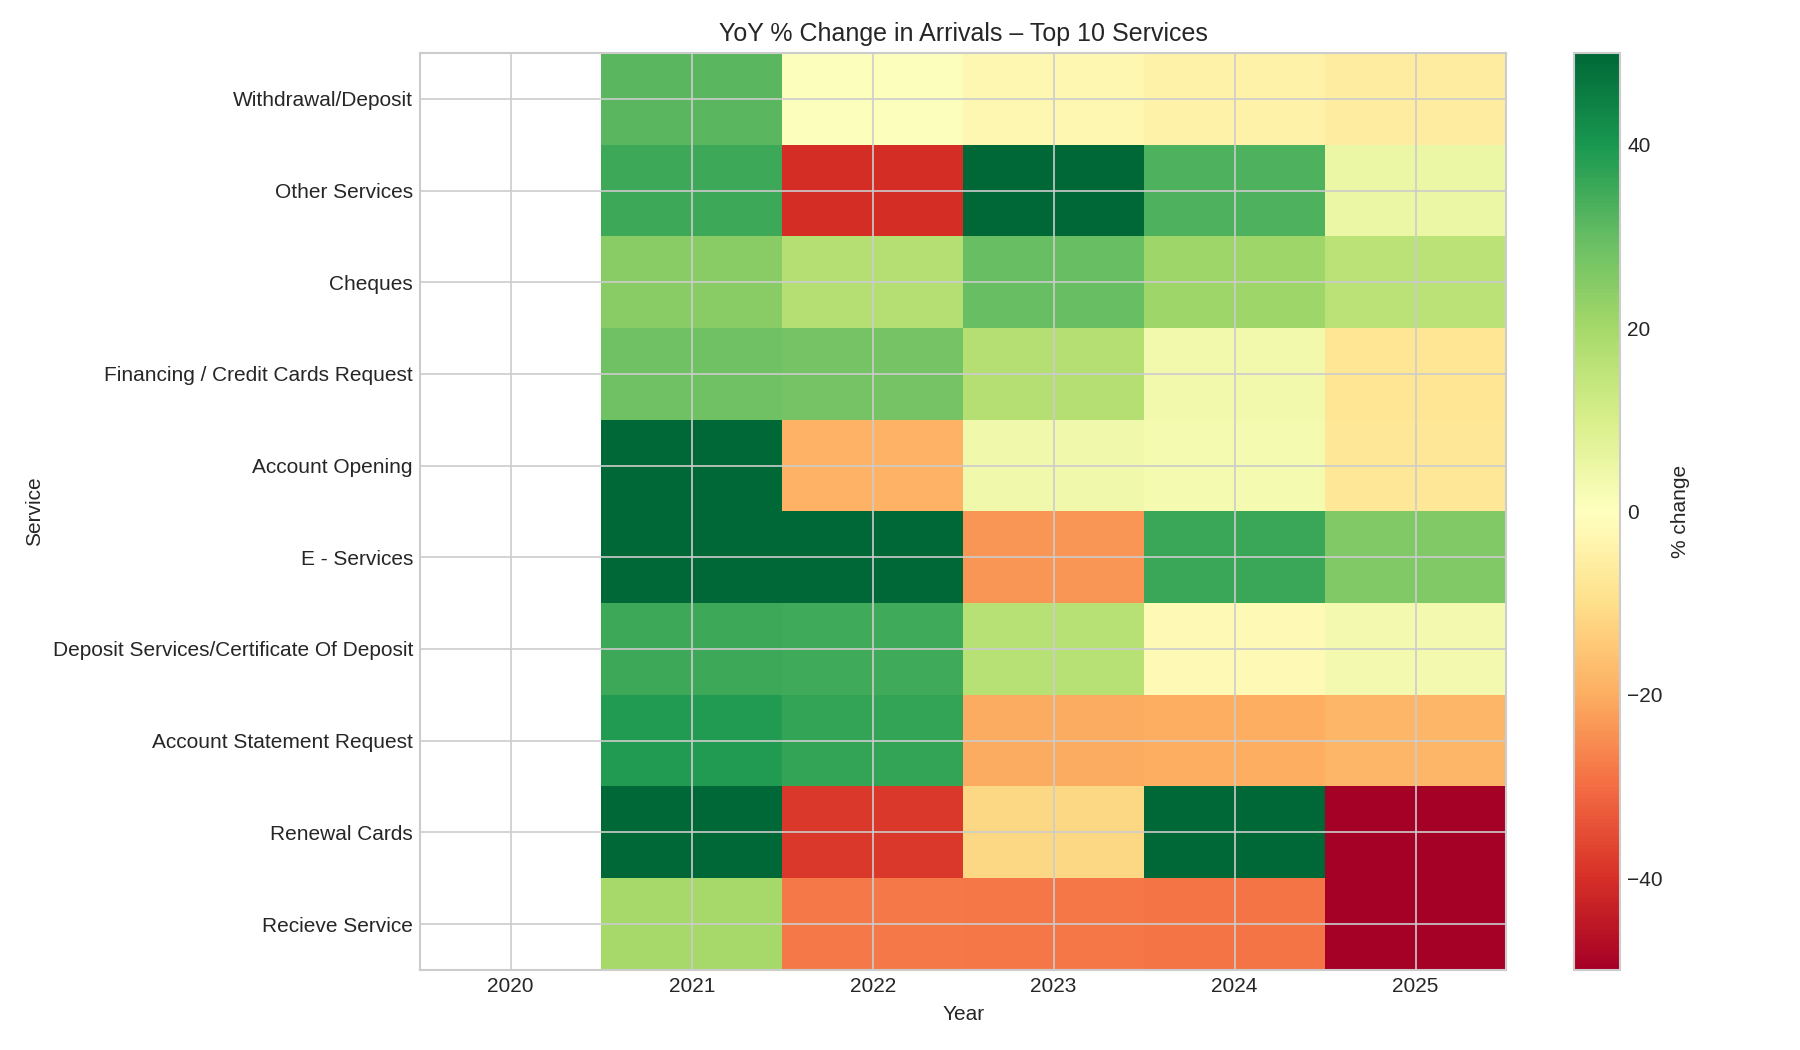 YoY % Change in Arrivals – Top 10 Services
Withdrawal/Deposit
Other Services
Cheques
Financing / Credit Cards Request
Account Opening
E - Services
Deposit Services/Certificate Of Deposit
Account Statement Request
Renewal Cards
Recieve Service
Service
2020 2021 2022 2023 2024 2025
Year
40
20
0
−20
−40
% change